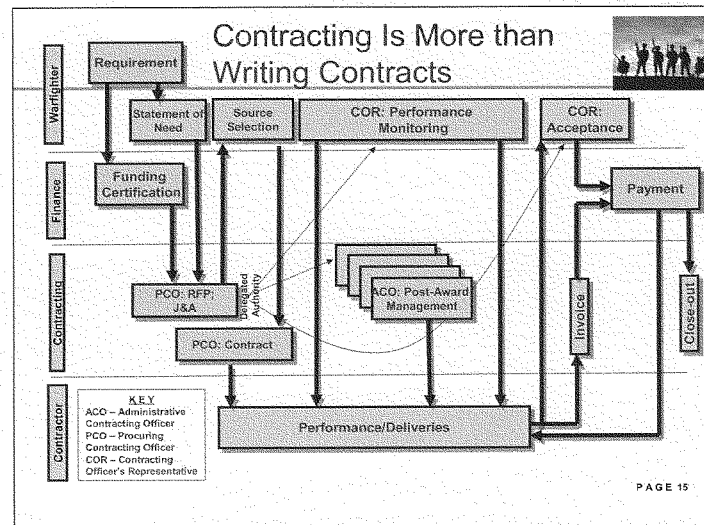 Contracting Is More than
Writing Contracts
Warfighter
Requirement
Statement of
Need
Source
Selection
COR: Performance
Monitoring
COR:
Acceptance
Finance
Funding
Certification
Payment
Contracting
PCO: RFP;
J&A
Delegated
Authority
ACO: Post-Award
Management
PCO: Contract
Invoice
Close-out
Contractor
KEY
ACO – Administrative
Contracting Officer
PCO – Procuring
Contracting Officer
COR – Contracting
Officer's Representative
Performance/Deliveries
PAGE 15